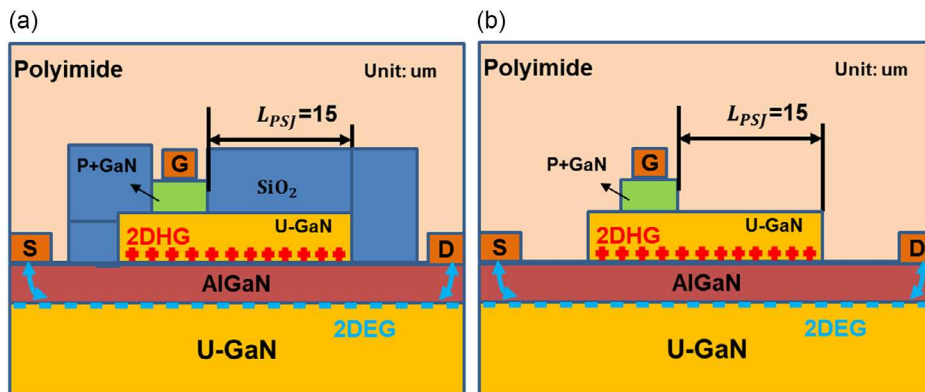 (a)
Polyimide
Unit: um
L_PSJ=15
P+GaN
G
SiO₂
U-GaN
2DHG
S
D
AlGaN
2DEG
U-GaN
(b)
Polyimide
Unit: um
L_PSJ=15
P+GaN
G
U-GaN
2DHG
S
D
AlGaN
2DEG
U-GaN